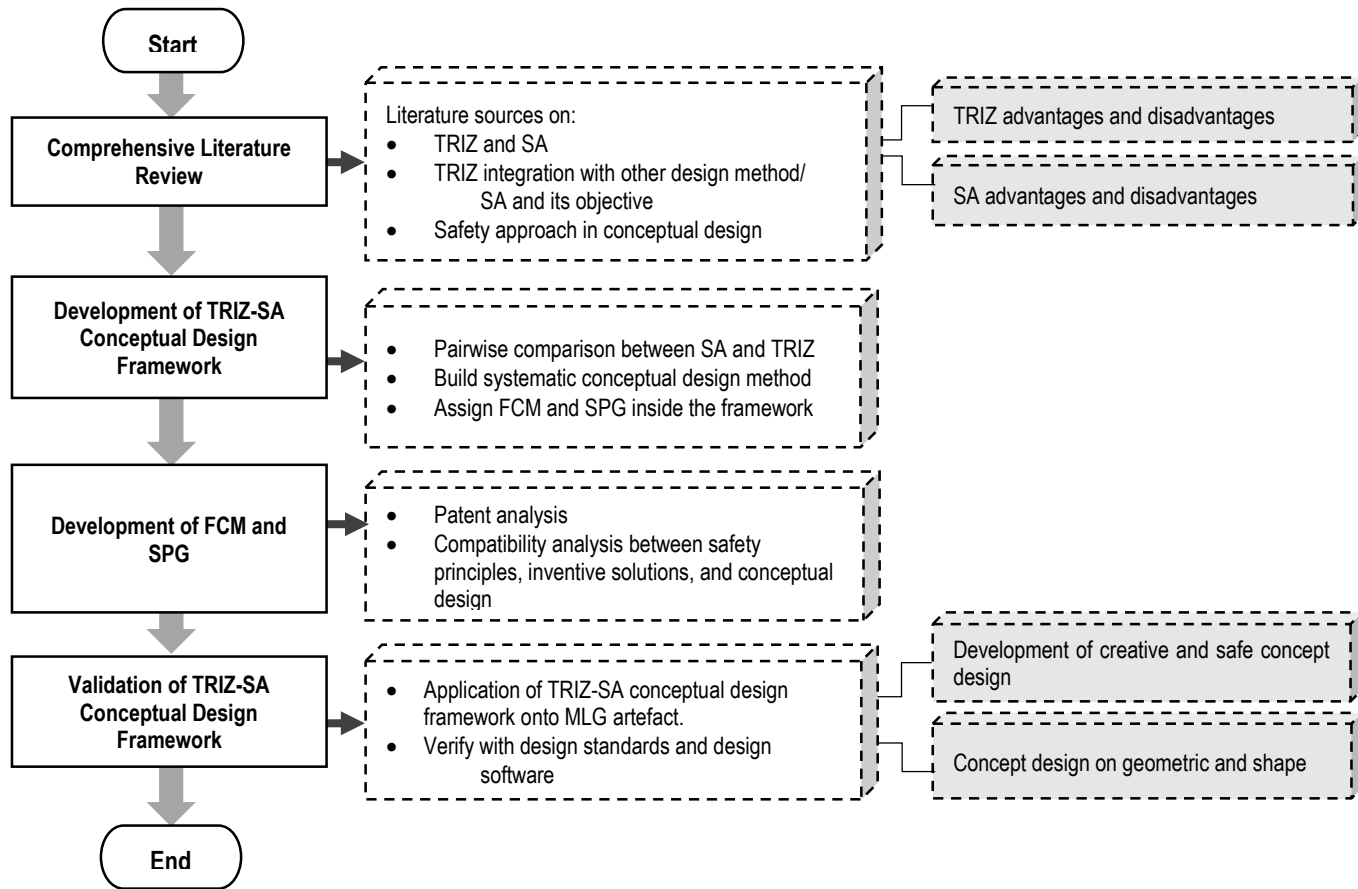 Start
Comprehensive Literature
Review
Literature sources on:
● TRIZ and SA
● TRIZ integration with other design method/
SA and its objective
● Safety approach in conceptual design
TRIZ advantages and disadvantages
SA advantages and disadvantages
Development of TRIZ-SA
Conceptual Design
Framework
● Pairwise comparison between SA and TRIZ
● Build systematic conceptual design method
● Assign FCM and SPG inside the framework
Development of FCM and
SPG
● Patent analysis
● Compatibility analysis between safety
principles, inventive solutions, and conceptual
design
Validation of TRIZ-SA
Conceptual Design
Framework
● Application of TRIZ-SA conceptual design
framework onto MLG artefact.
● Verify with design standards and design
software
Development of creative and safe concept
design
Concept design on geometric and shape
End